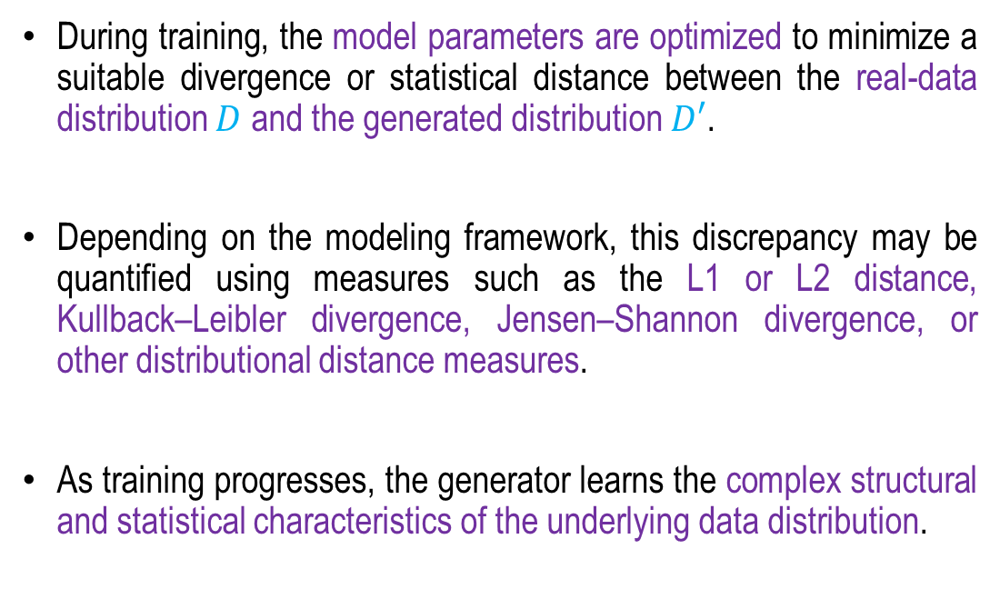 • During training, the model parameters are optimized to minimize a
suitable divergence or statistical distance between the real-data
distribution D and the generated distribution D′.
• Depending on the modeling framework, this discrepancy may be
quantified using measures such as the L1 or L2 distance,
Kullback–Leibler divergence, Jensen–Shannon divergence, or
other distributional distance measures.
• As training progresses, the generator learns the complex structural
and statistical characteristics of the underlying data distribution.